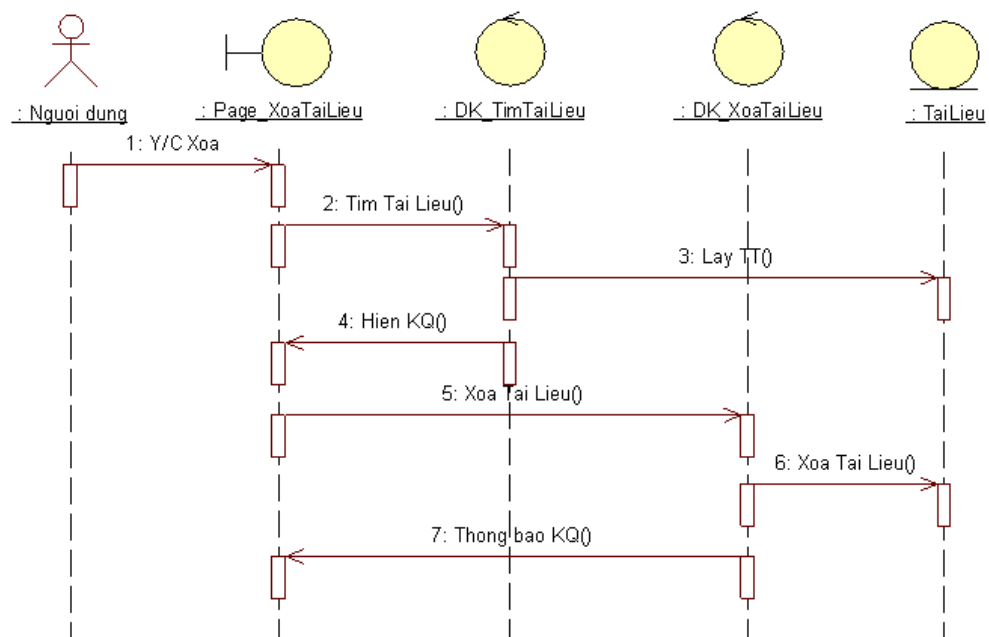 : Nguoi dung
: Page_XoaTaiLieu
: DK_TimTaiLieu
: DK_XoaTaiLieu
: TaiLieu
1: Y/C Xoa
2: Tim Tai Lieu()
3: Lay TT()
4: Hien KQ()
5: Xoa Tai Lieu()
6: Xoa Tai Lieu()
7: Thong bao KQ()